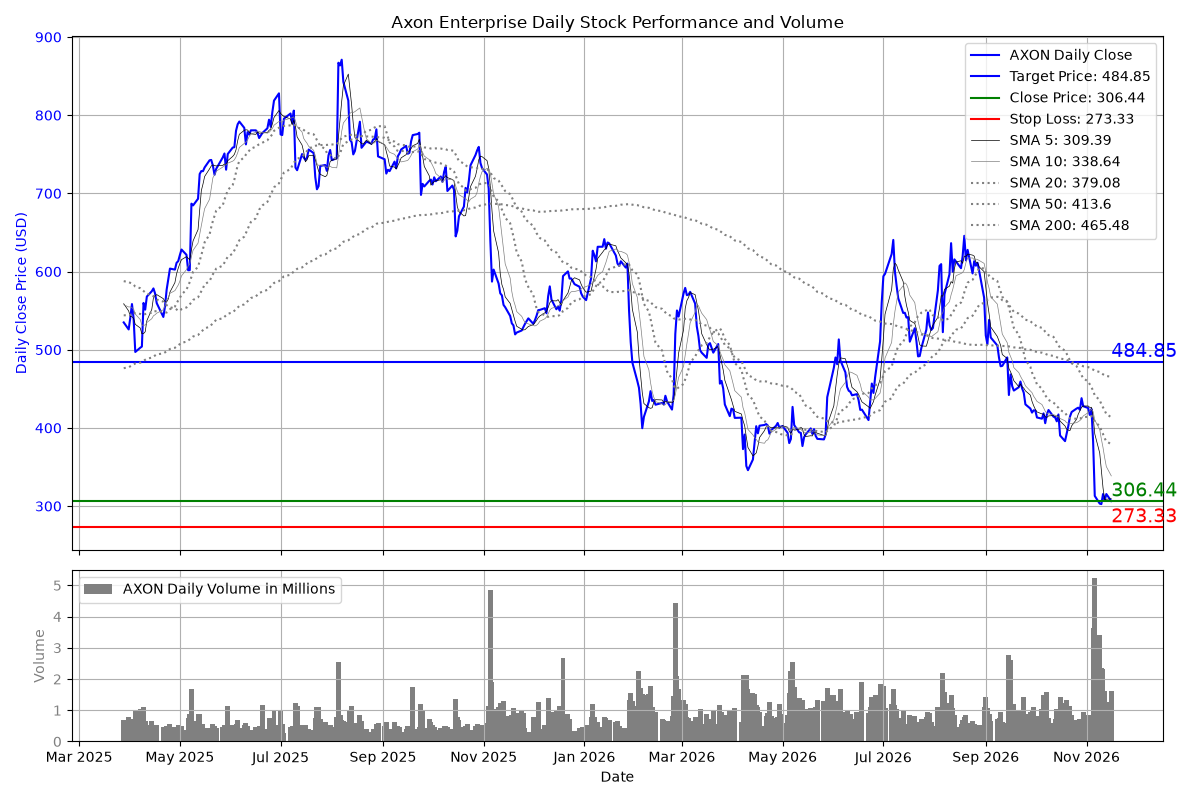 Axon Enterprise Daily Stock Performance and Volume
Daily Close Price (USD)
900
800
700
600
500
400
300
AXON Daily Close
Target Price: 484.85
Close Price: 306.44
Stop Loss: 273.33
SMA 5: 309.39
SMA 10: 338.64
SMA 20: 379.08
SMA 50: 413.6
SMA 200: 465.48
484.85
306.44
273.33
AXON Daily Volume in Millions
Volume
5
4
3
2
1
0
Mar 2025
May 2025
Jul 2025
Sep 2025
Nov 2025
Jan 2026
Mar 2026
May 2026
Jul 2026
Sep 2026
Nov 2026
Date